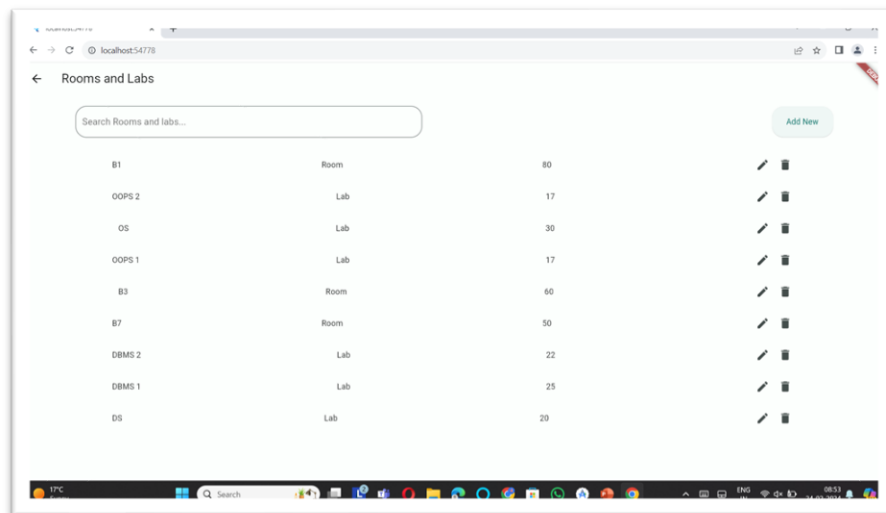 localhost:54778
Rooms and Labs
Search Rooms and labs...
Add New
B1 Room 80
OOPS 2 Lab 17
OS Lab 30
OOPS 1 Lab 17
B3 Room 60
B7 Room 50
DBMS 2 Lab 22
DBMS 1 Lab 25
DS Lab 20
17°C
Search
ENG
08:53